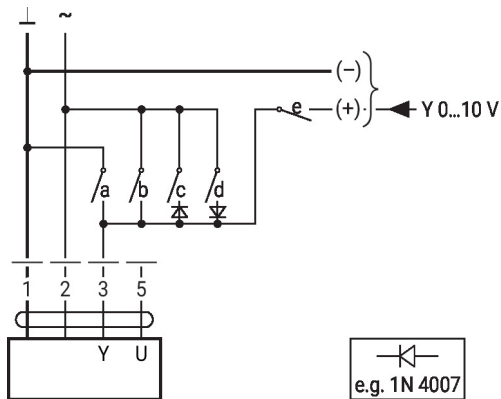 ⊥ ~
(–)
e (+) Y 0...10 V
a b c d
1 2 3 5
Y U
e.g. 1N 4007